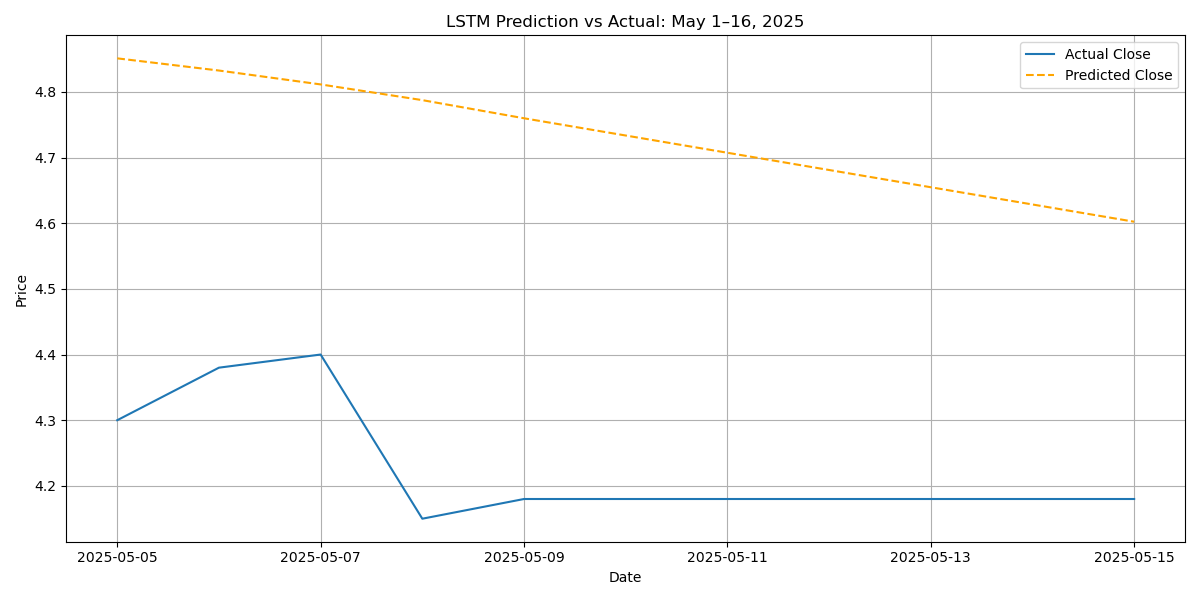 LSTM Prediction vs Actual: May 1–16, 2025
Actual Close
Predicted Close
4.8
4.7
4.6
4.5
4.4
4.3
4.2
Price
2025-05-05 2025-05-07 2025-05-09 2025-05-11 2025-05-13 2025-05-15
Date